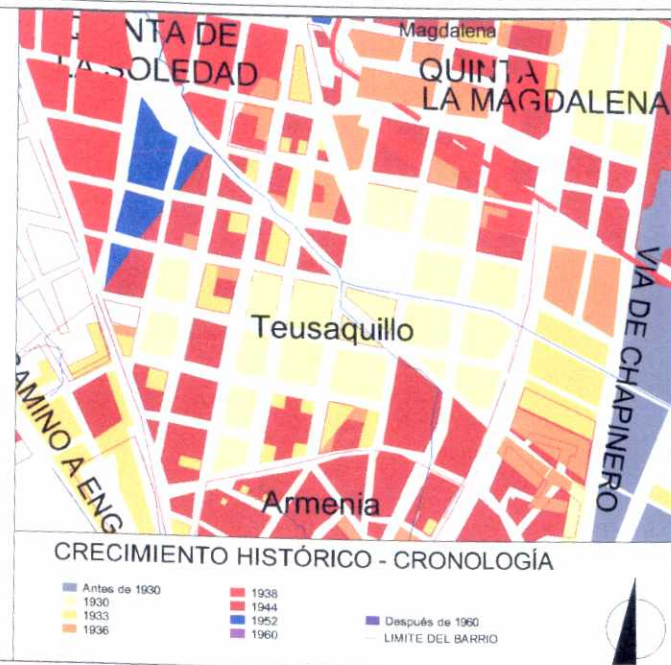 NTA DE
LA SOLEDAD
Magdalena
QUINTA
LA MAGDALENA
VIA DE CHAPINERO
Teusaquillo
CAMINO A ENG
Armenia
CRECIMIENTO HISTÓRICO - CRONOLOGÍA
Antes de 1930
1930
1933
1936
1938
1944
1952
1960
Después de 1960
LIMITE DEL BARRIO